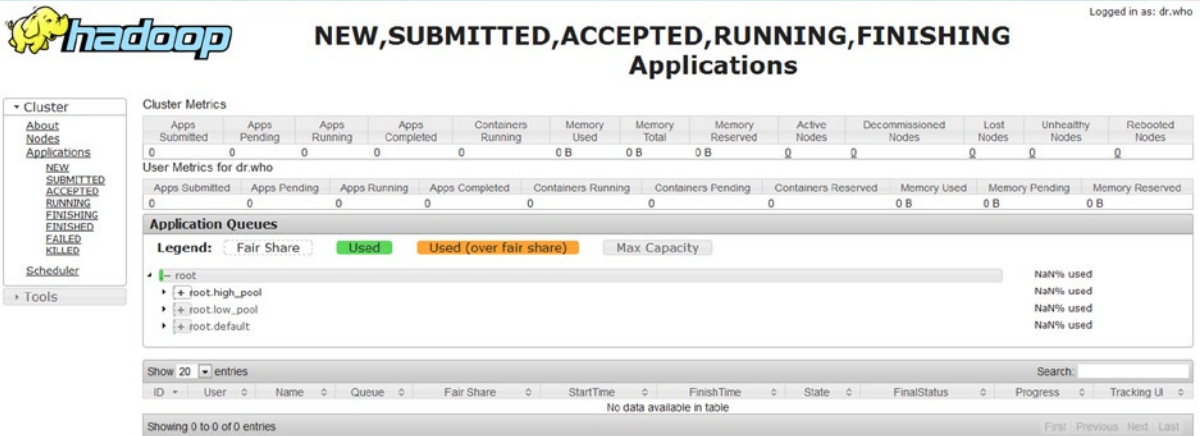 Logged in as: dr.who
hadoop
NEW,SUBMITTED,ACCEPTED,RUNNING,FINISHING
Applications
Cluster
About
Nodes
Applications
NEW
SUBMITTED
ACCEPTED
RUNNING
FINISHING
FINISHED
FAILED
KILLED
Scheduler
Tools
Cluster Metrics
Apps Submitted Apps Pending Apps Running Apps Completed Containers Running Memory Used Memory Total Memory Reserved Active Nodes Decommissioned Nodes Lost Nodes Unhealthy Nodes Rebooted Nodes
0 0 0 0 0 0 B 0 B 0 B 0 0 0 0 0
User Metrics for dr.who
Apps Submitted Apps Pending Apps Running Apps Completed Containers Running Containers Pending Containers Reserved Memory Used Memory Pending Memory Reserved
0 0 0 0 0 0 0 0 B 0 B 0 B
Application Queues
Legend: Fair Share Used Used (over fair share) Max Capacity
- root NaN% used
+ root.high_pool NaN% used
+ root.low_pool NaN% used
+ root.default NaN% used
Show 20 entries Search:
ID User Name Queue Fair Share StartTime FinishTime State FinalStatus Progress Tracking UI
No data available in table
Showing 0 to 0 of 0 entries First Previous Next Last